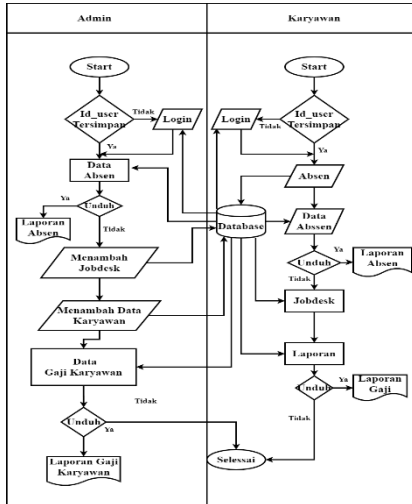 Admin
Karyawan
Start
Start
Id_user
Tersimpan
Tidak
Login
Login
Tidak
Id_user
Tersimpan
Ya
Ya
Data
Absen
Absen
Ya
Unduh
Laporan
Absen
Tidak
Database
Data
Abssen
Ya
Unduh
Laporan
Absen
Tidak
Menambah
Jobdesk
Jobdesk
Menambah Data
Karyawan
Data
Gaji Karyawan
Laporan
Ya
Unduh
Laporan
Gaji
Tidak
Tidak
Unduh
Ya
Laporan Gaji
Karyawan
Selessai